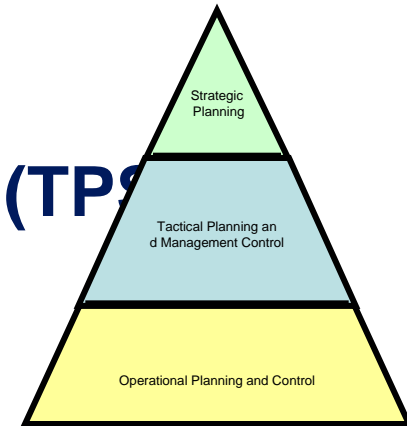 Strategic
Planning
(TPS
Tactical Planning an
d Management Control
Operational Planning and Control